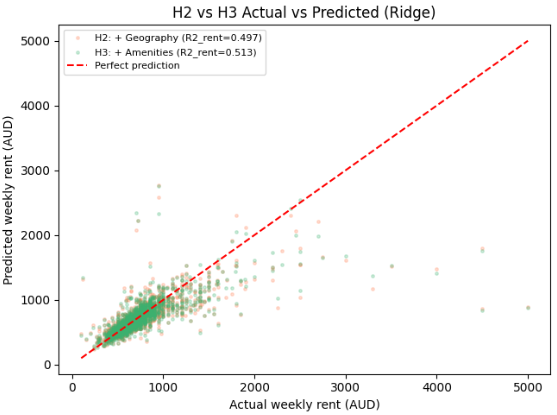 H2 vs H3 Actual vs Predicted (Ridge)
H2: + Geography (R2_rent=0.497)
H3: + Amenities (R2_rent=0.513)
Perfect prediction
Predicted weekly rent (AUD)
5000
4000
3000
2000
1000
0
0 1000 2000 3000 4000 5000
Actual weekly rent (AUD)